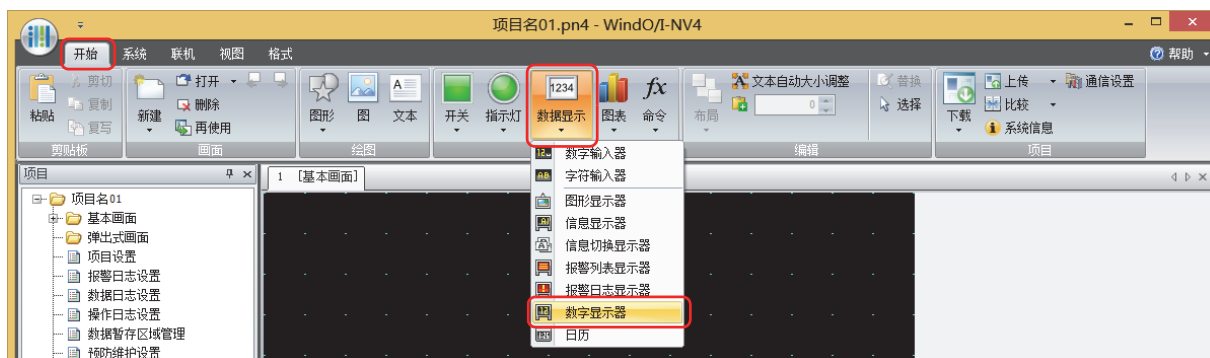 项目名01.pn4 - WindO/I-NV4
开始 系统 联机 视图 格式 帮助
剪切 打开 1234 fx 文本自动大小调整 替换 上传 通信设置
粘贴 复制 新建 删除 图形 图 文本 开关 指示灯 数据显示 图表 命令 布局 0 选择 下载 比较
复写 再使用 系统信息
剪贴板 画面 绘图 编辑 项目
项目 1 [基本画面]
项目名01
基本画面
弹出式画面
项目设置
报警日志设置
数据日志设置
操作日志设置
数据暂存区域管理
预防维护设置
数字输入器
字符输入器
图形显示器
信息显示器
信息切换显示器
报警列表显示器
报警日志显示器
数字显示器
日历